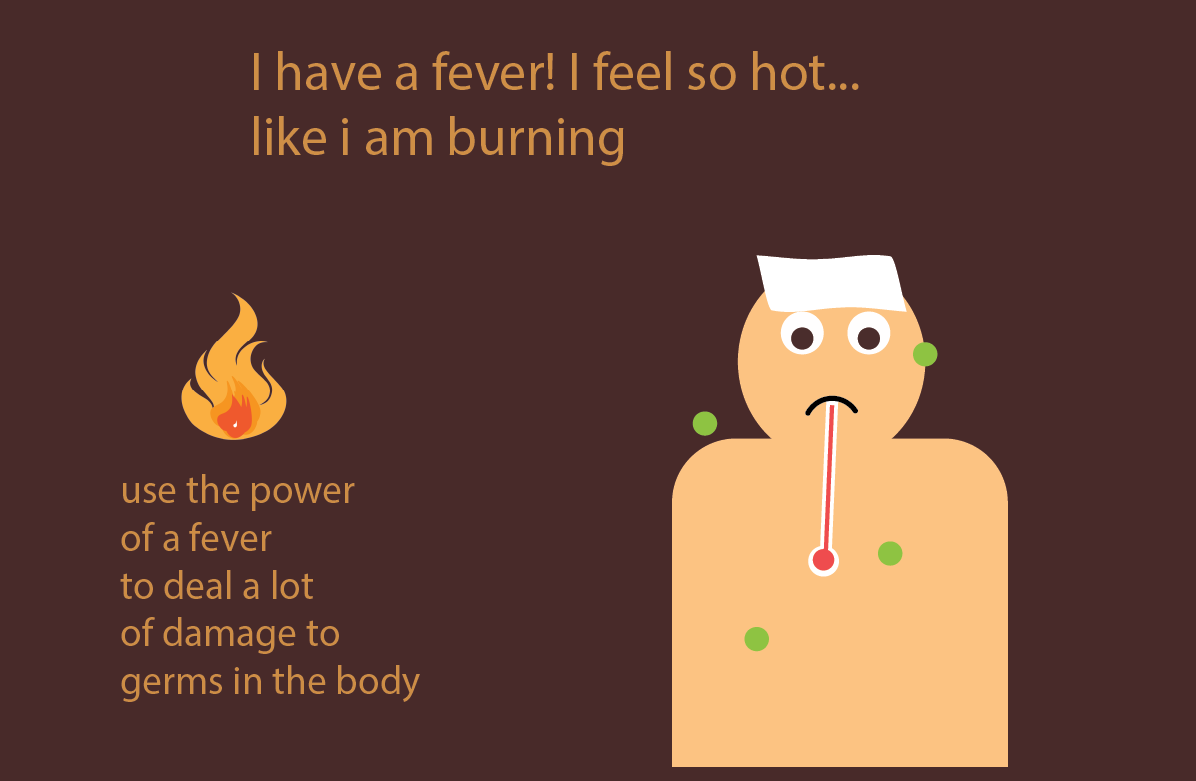 I have a fever! I feel so hot...
like i am burning
use the power
of a fever
to deal a lot
of damage to
germs in the body